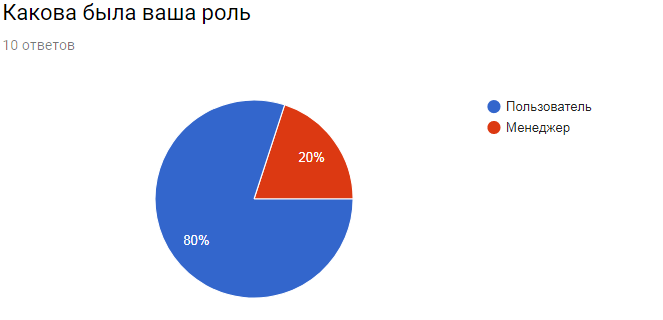 Какова была ваша роль
10 ответов
Пользователь
Менеджер
20%
80%